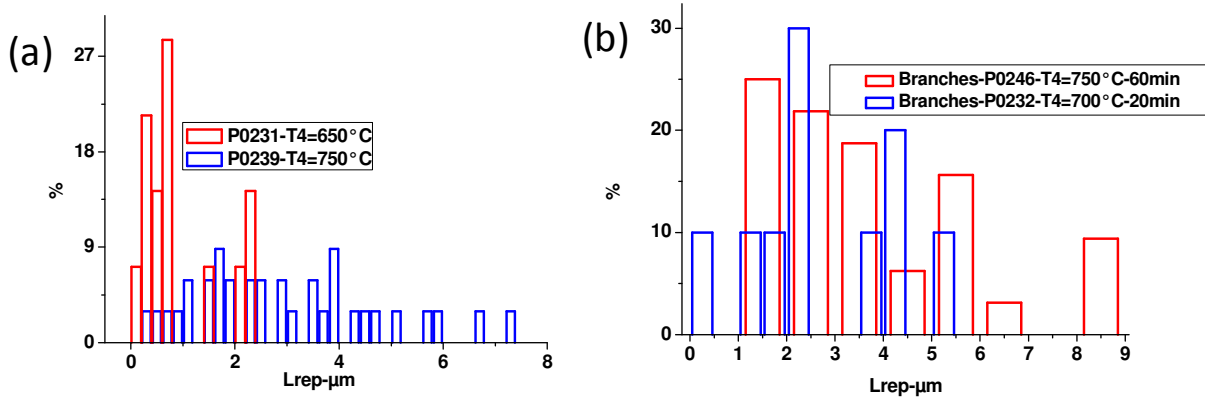 (a)
27
18
9
0
%
P0231-T4=650°C
P0239-T4=750°C
0 2 4 6 8
Lrep-µm
(b)
30
20
10
0
%
Branches-P0246-T4=750°C-60min
Branches-P0232-T4=700°C-20min
0 1 2 3 4 5 6 7 8 9
Lrep-µm